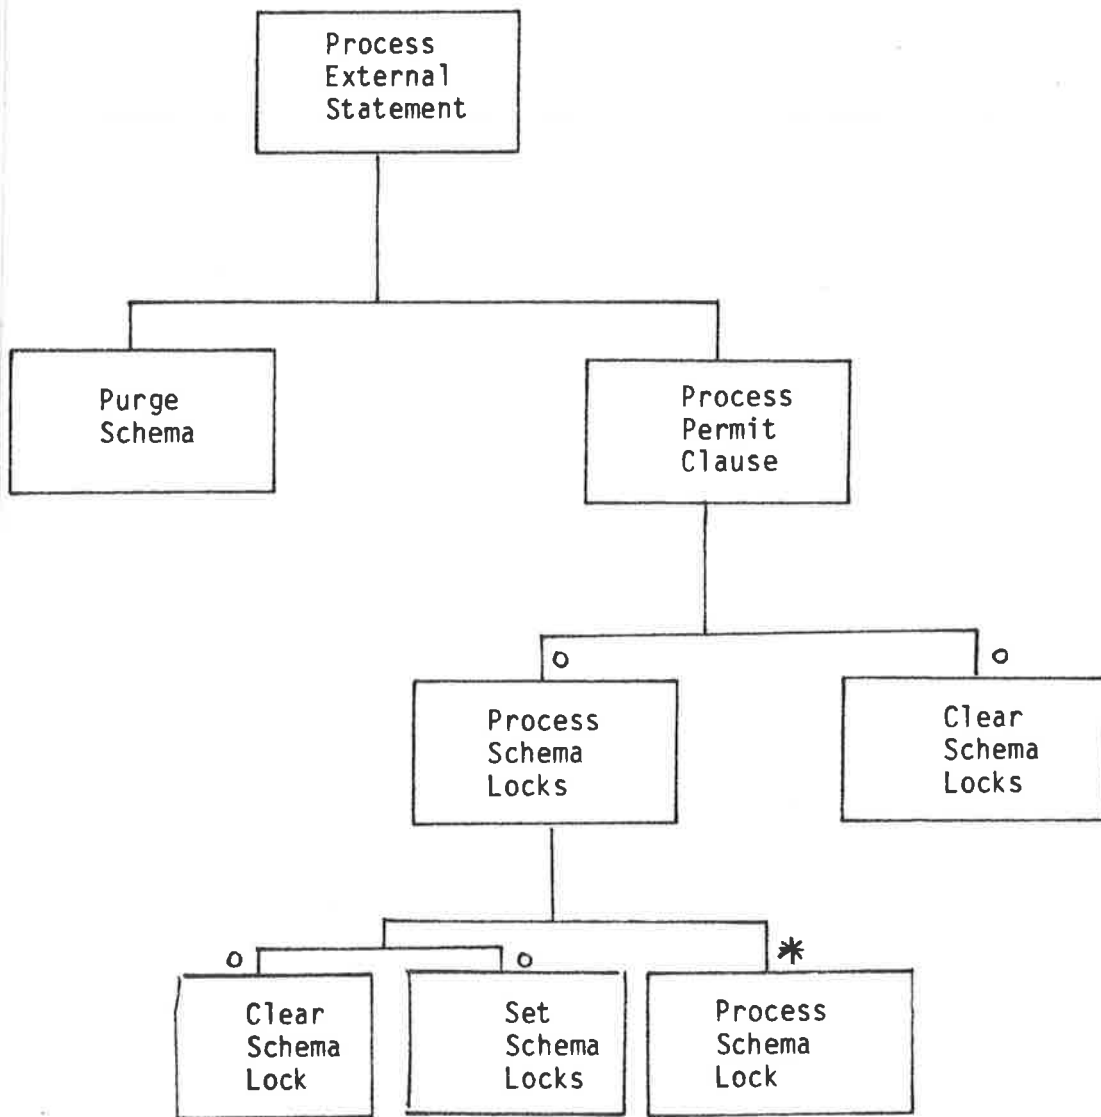 Process
External
Statement
Purge
Schema
Process
Permit
Clause
o
o
Process
Schema
Locks
Clear
Schema
Locks
o
o
*
Clear
Schema
Lock
Set
Schema
Locks
Process
Schema
Lock